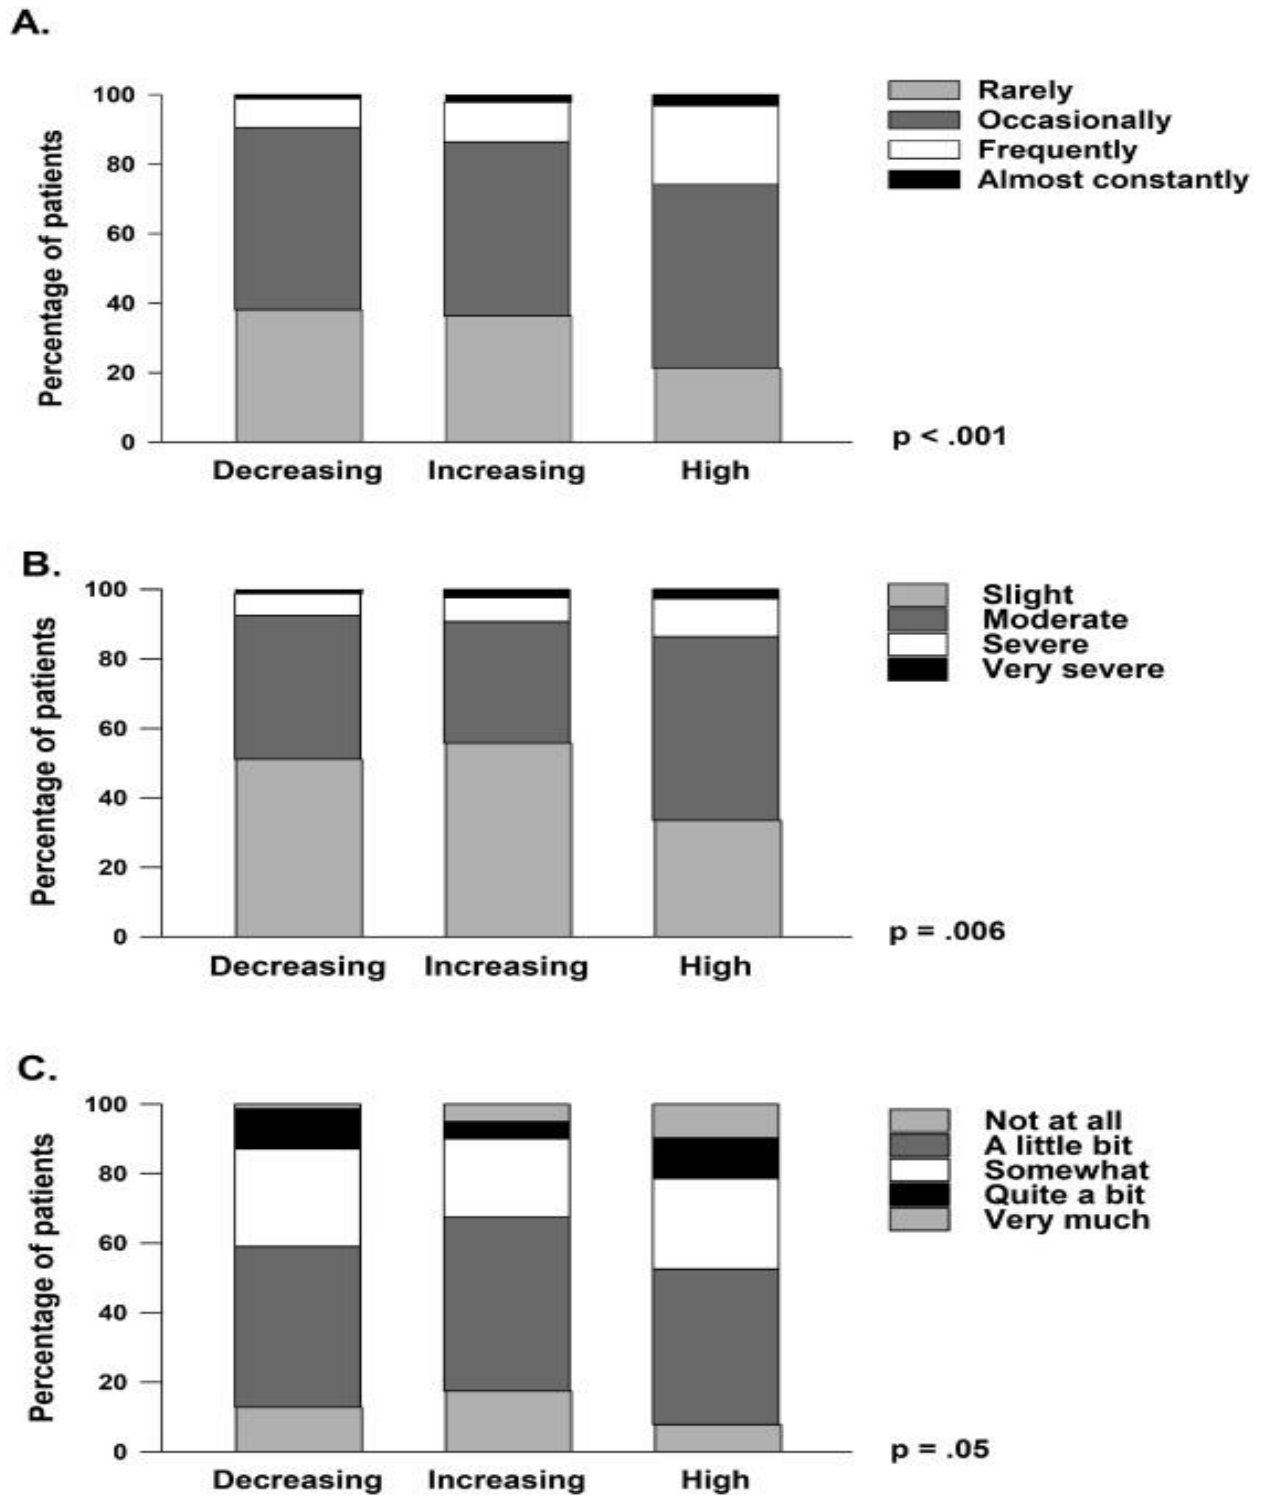 A.
Percentage of patients
100
80
60
40
20
0
Decreasing
Increasing
High
Rarely
Occasionally
Frequently
Almost constantly
p < .001
B.
Percentage of patients
100
80
60
40
20
0
Decreasing
Increasing
High
Slight
Moderate
Severe
Very severe
p = .006
C.
Percentage of patients
100
80
60
40
20
0
Decreasing
Increasing
High
Not at all
A little bit
Somewhat
Quite a bit
Very much
p = .05